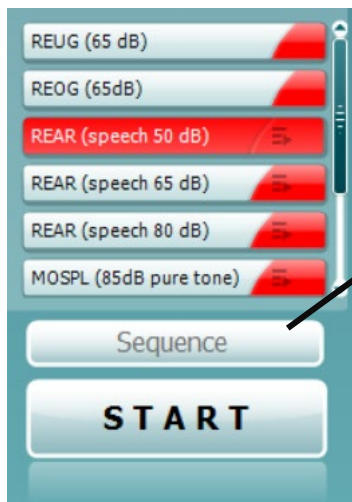 REUG (65 dB)
REOG (65dB)
REAR (speech 50 dB)
REAR (speech 65 dB)
REAR (speech 80 dB)
MOSPL (85dB pure tone)
Sequence
START